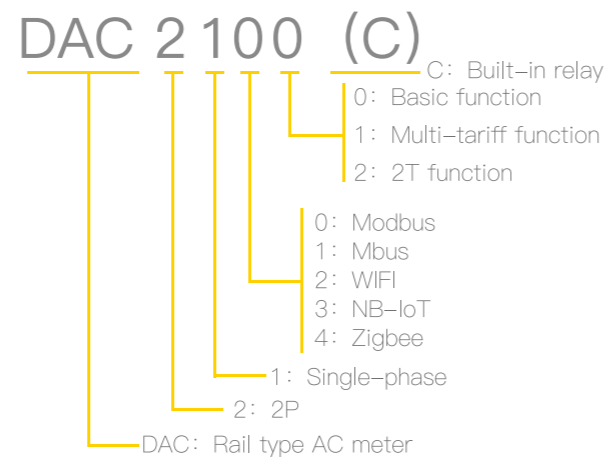 DAC 2 1 0 0 (C)
C: Built-in relay
0: Basic function
1: Multi-tariff function
2: 2T function
0: Modbus
1: Mbus
2: WIFI
3: NB-IoT
4: Zigbee
1: Single-phase
2: 2P
DAC: Rail type AC meter